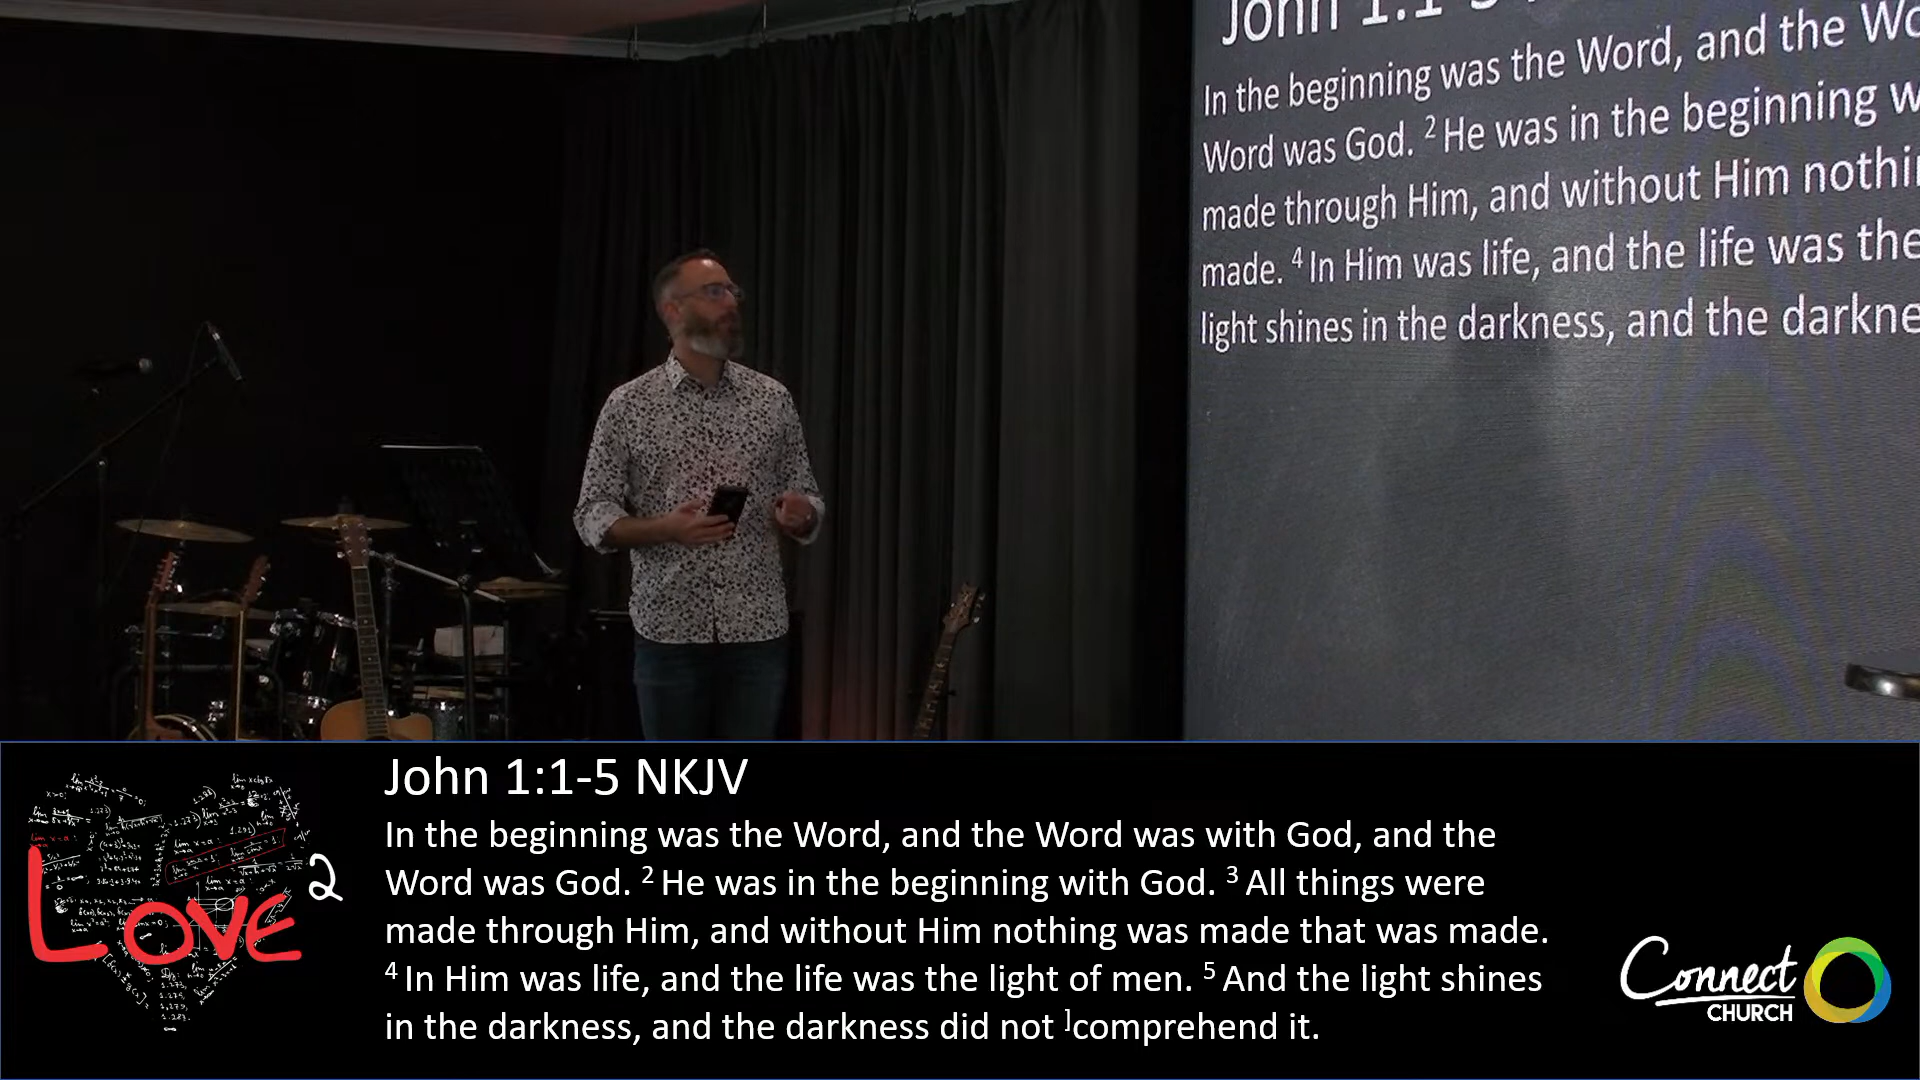 John 1:1-5
In the beginning was the Word, and the
Word was God. 2 He was in the beginning
made through Him, and without Him
made. 4 In Him was life, and the life was the
light shines in the darkness, and the
John 1:1-5 NKJV
In the beginning was the Word, and the Word was with God, and the
Word was God. 2 He was in the beginning with God. 3 All things were
made through Him, and without Him nothing was made that was made.
4 In Him was life, and the life was the light of men. 5 And the light shines
in the darkness, and the darkness did not ]comprehend it.
LOVE 2
Connect
CHURCH